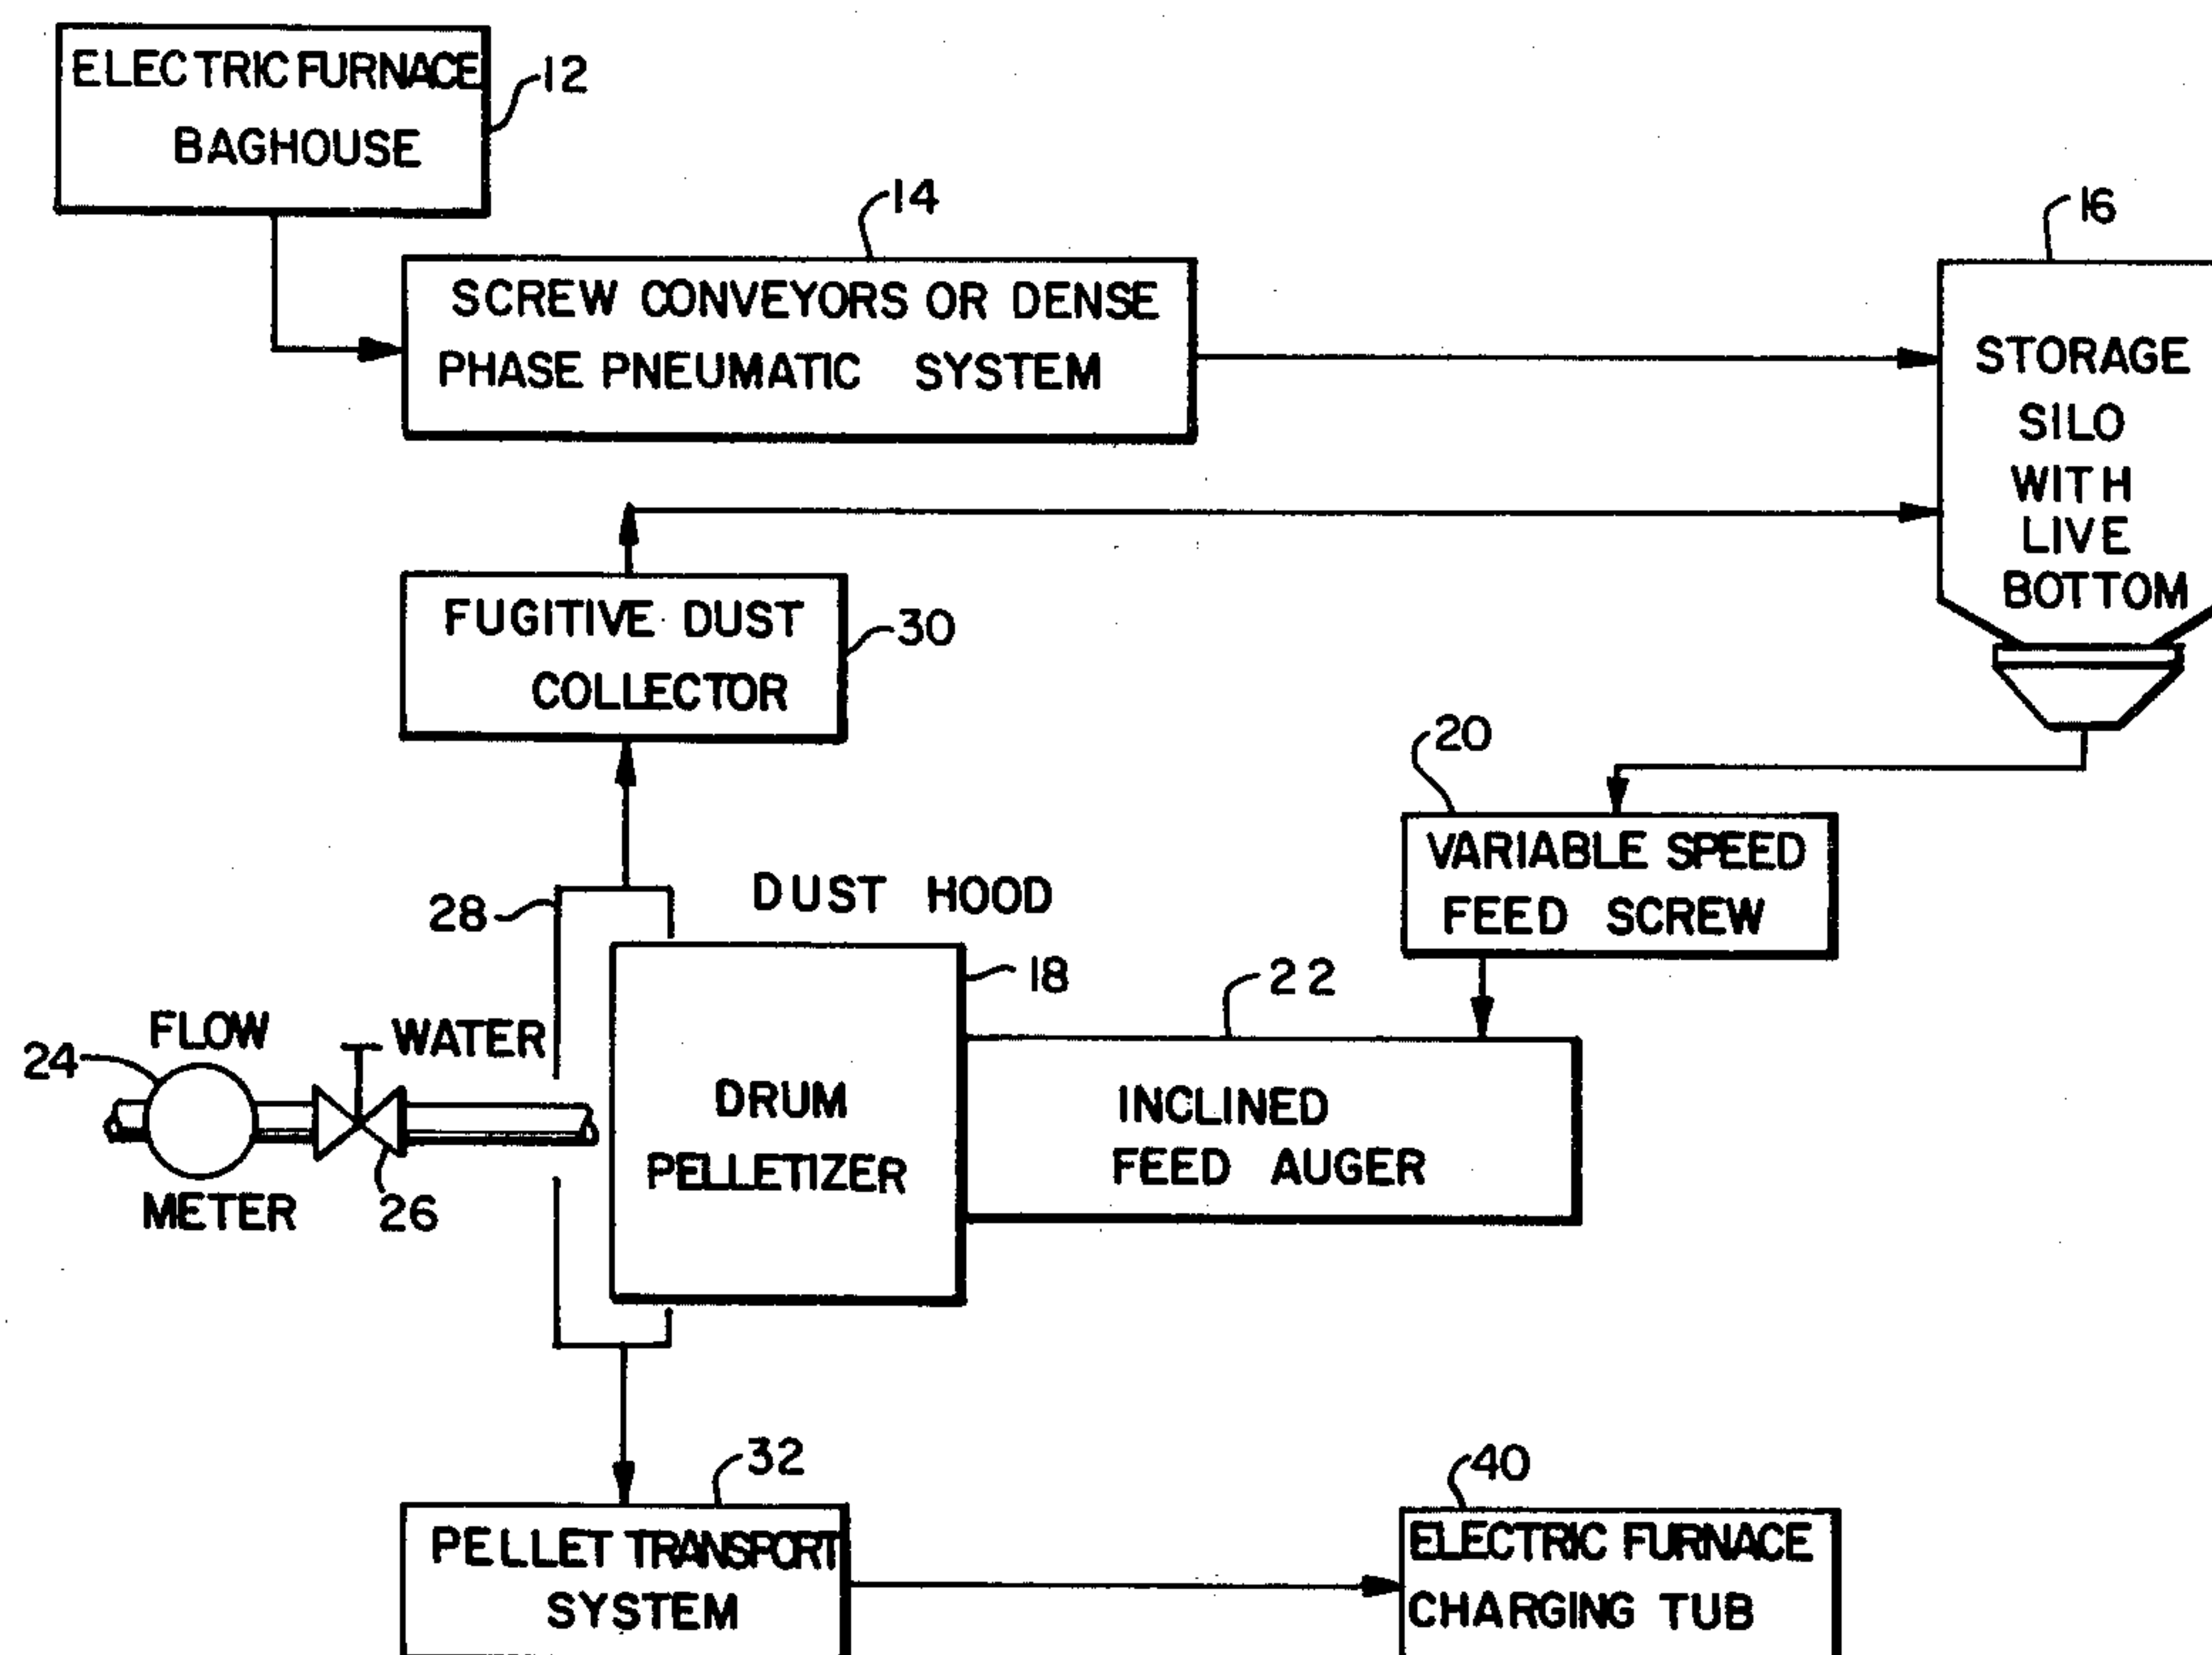 ELECTRIC FURNACE
BAGHOUSE
12
14
SCREW CONVEYORS OR DENSE
PHASE PNEUMATIC SYSTEM
16
STORAGE
SILO
WITH
LIVE
BOTTOM
FUGITIVE DUST
COLLECTOR
30
20
VARIABLE SPEED
FEED SCREW
28
DUST HOOD
18
22
24
FLOW
METER
WATER
26
DRUM
PELLETIZER
INCLINED
FEED AUGER
32
PELLET TRANSPORT
SYSTEM
40
ELECTRIC FURNACE
CHARGING TUB